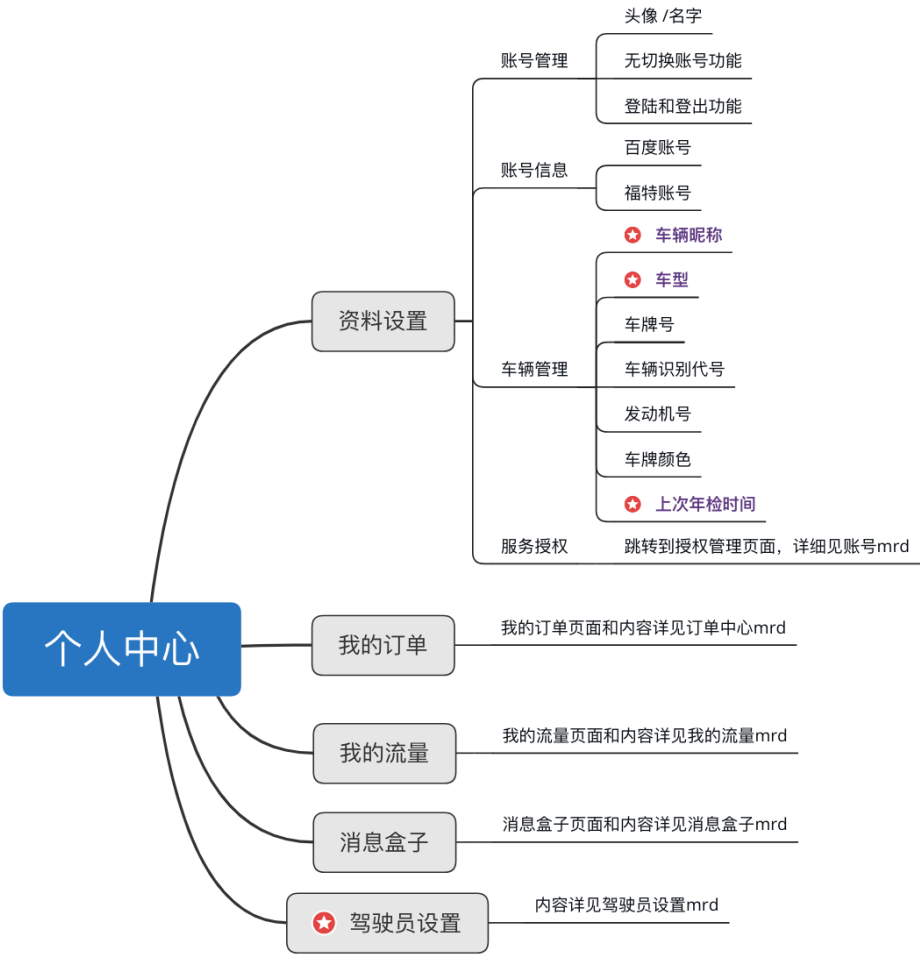 个人中心
资料设置
账号管理
头像 /名字
无切换账号功能
登陆和登出功能
账号信息
百度账号
福特账号
车辆管理
车辆昵称
车型
车牌号
车辆识别代号
发动机号
车牌颜色
上次年检时间
服务授权
跳转到授权管理页面，详细见账号mrd
我的订单
我的订单页面和内容详见订单中心mrd
我的流量
我的流量页面和内容详见我的流量mrd
消息盒子
消息盒子页面和内容详见消息盒子mrd
驾驶员设置
内容详见驾驶员设置mrd